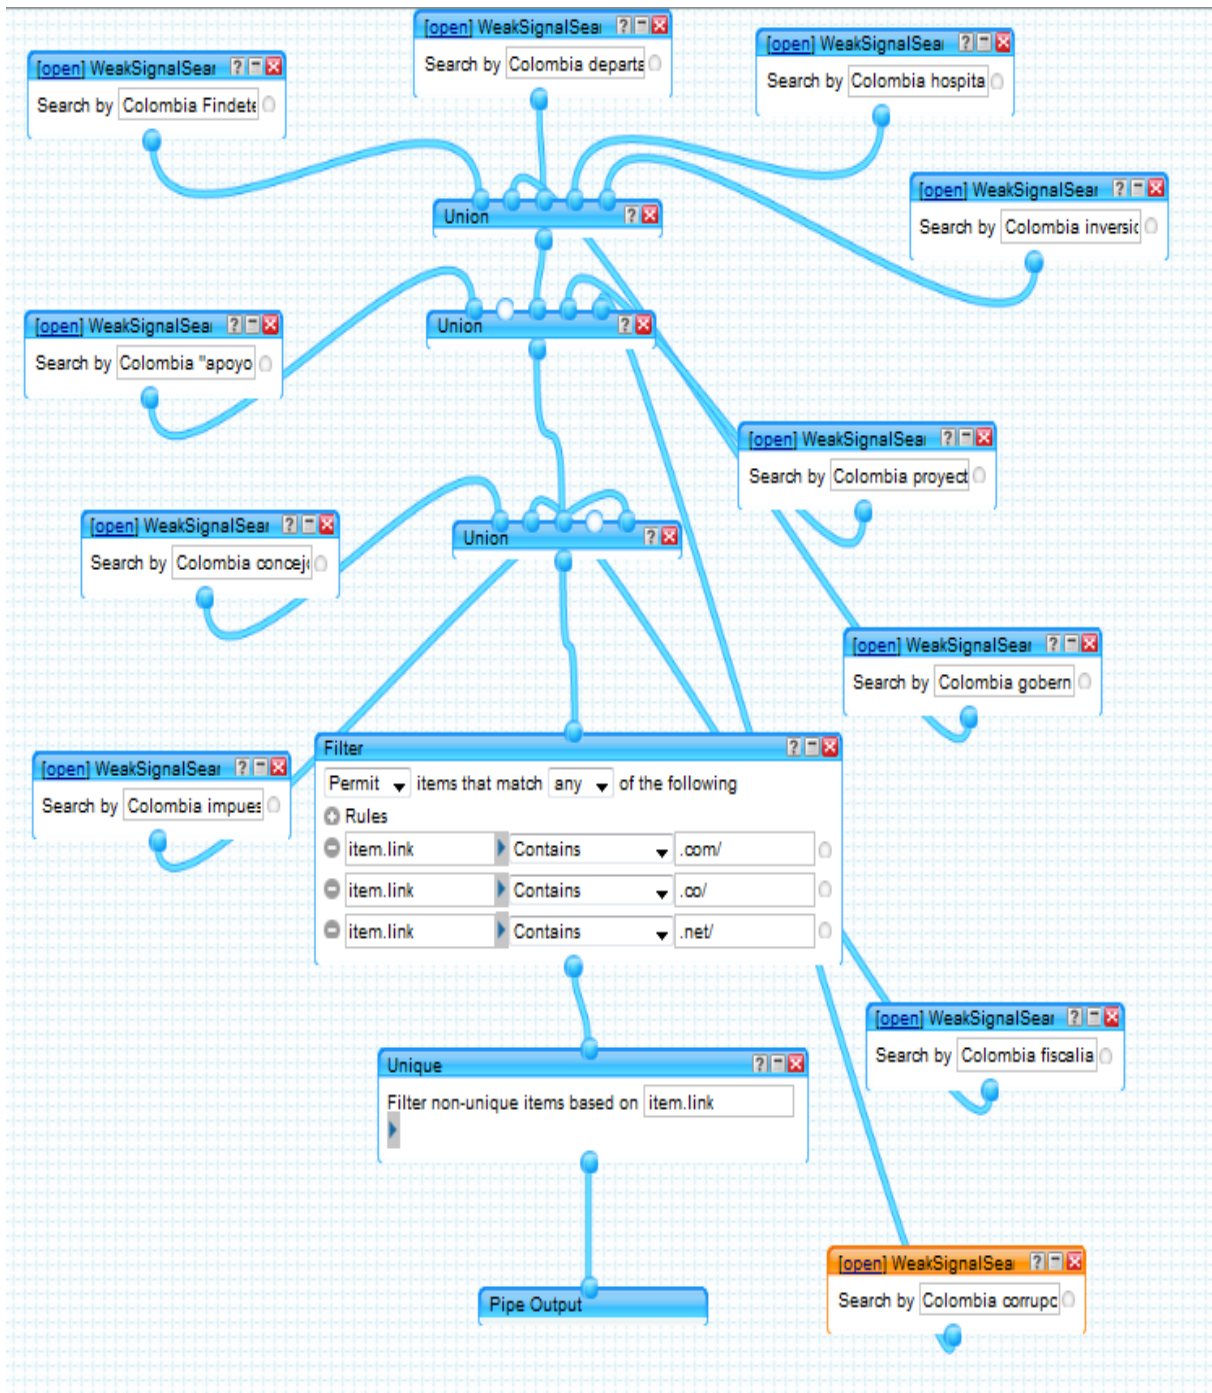 [open] WeakSignalSea
Search by Colombia departa
[open] WeakSignalSear
Search by Colombia Findete
[open] WeakSignalSeai
Search by Colombia hospita
[open] WeakSignalSear
Search by Colombia inversic
Union
Union
[open] WeakSignalSeai
Search by Colombia "apoyo
[open] WeakSignalSear
Search by Colombia proyect
[open] WeakSignalSear
Search by Colombia concejo
Union
[open] WeakSignalSear
Search by Colombia gobern
Filter
Permit items that match any of the following
Rules
item.link Contains .com/
item.link Contains .co/
item.link Contains .net/
[open] WeakSignalSear
Search by Colombia impues
[open] WeakSignalSear
Search by Colombia fiscalia
Unique
Filter non-unique items based on item.link
[open] WeakSignalSea
Search by Colombia corrupc
Pipe Output